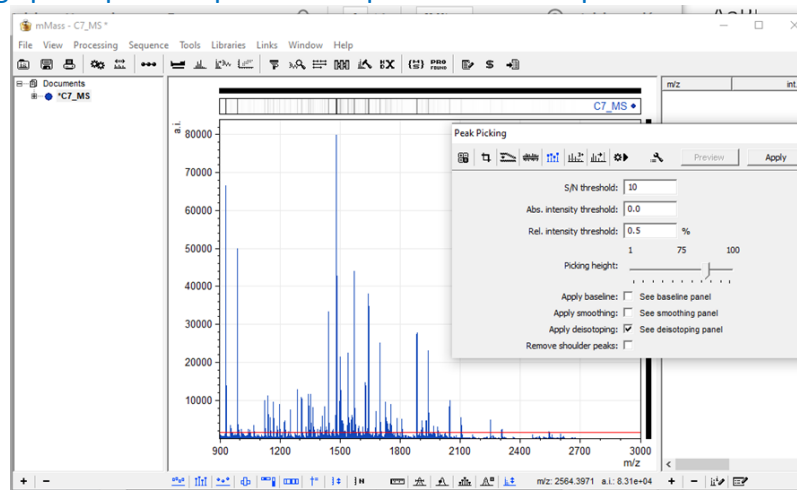 mMass - C7_MS *
File View Processing Sequence Tools Libraries Links Window Help
PRO
FOUND
Documents
*C7_MS
m/z int.
C7_MS
a.i.
80000
70000
60000
50000
40000
30000
20000
10000
900 1200 1500 1800 2100 2400 2700 3000
m/z
Peak Picking
Preview Apply
S/N threshold: 10
Abs. intensity threshold: 0.0
Rel. intensity threshold: 0.5 %
1 75 100
Picking height:
Apply baseline: See baseline panel
Apply smoothing: See smoothing panel
Apply deisotoping: See deisotoping panel
Remove shoulder peaks:
m/z: 2564.3971 a.i.: 8.31e+04